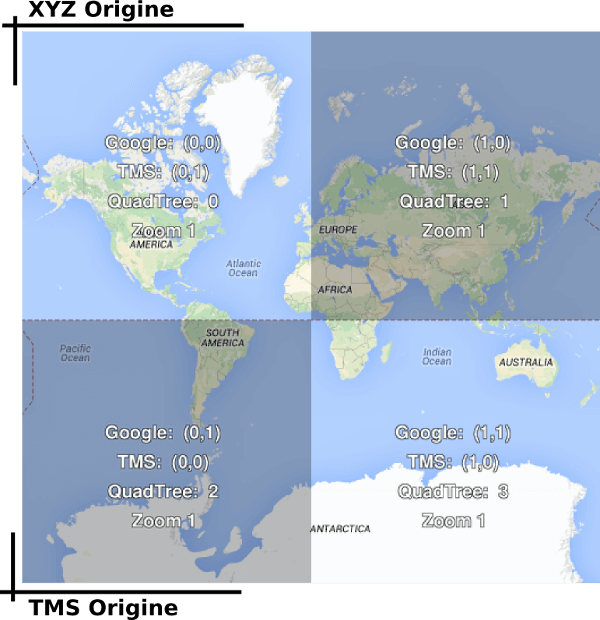 XYZ Origine
Google: (0,0)
TMS: (0,1)
QuadTree: 0
Zoom 1
AMERICA
Atlantic
Ocean
Google: (1,0)
TMS: (1,1)
QuadTree: 1
Zoom 1
EUROPE
AFRICA
Pacific
Ocean
SOUTH
AMERICA
Google: (0,1)
TMS: (0,0)
QuadTree: 2
Zoom 1
Indian
Ocean
AUSTRALIA
Google: (1,1)
TMS: (1,0)
QuadTree: 3
Zoom 1
ANTARCTICA
TMS Origine